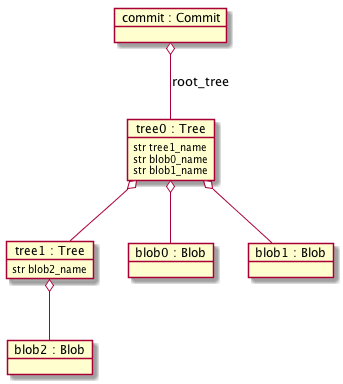 commit : Commit
root_tree
tree0 : Tree
str tree1_name
str blob0_name
str blob1_name
tree1 : Tree
str blob2_name
blob0 : Blob
blob1 : Blob
blob2 : Blob